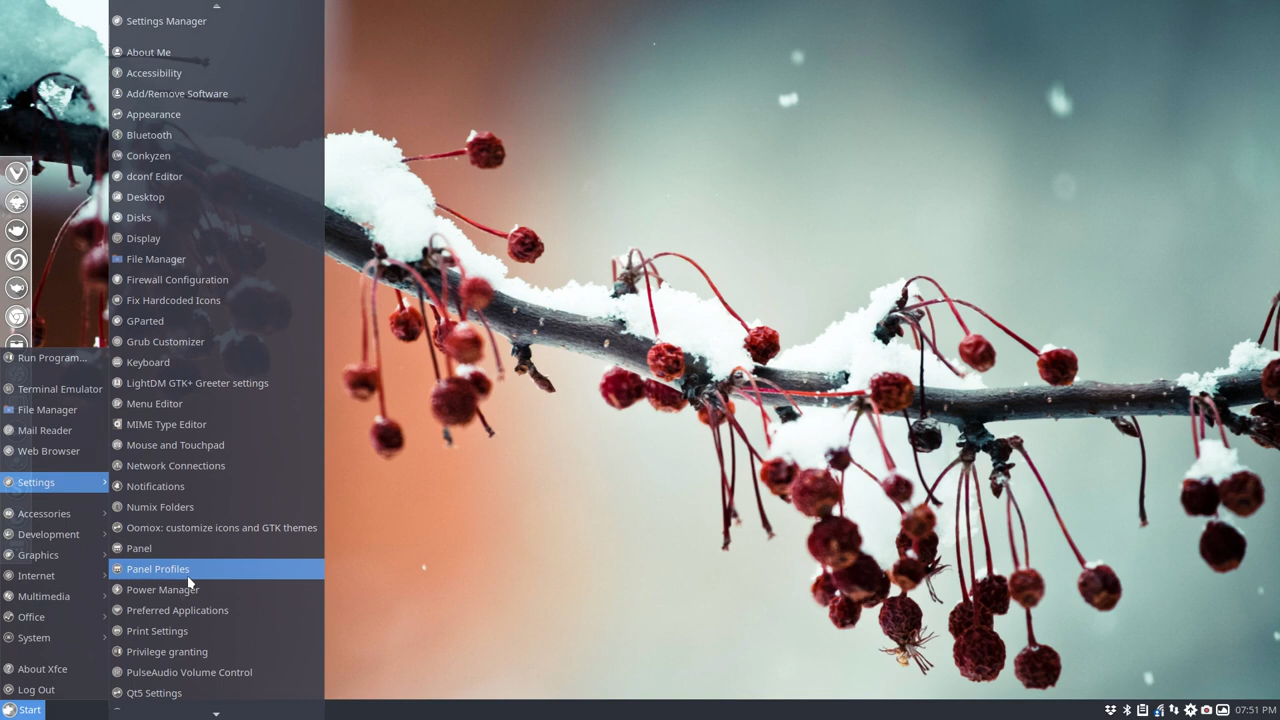 Settings Manager
About Me
Accessibility
Add/Remove Software
Appearance
Bluetooth
Conkyzen
dconf Editor
Desktop
Disks
Display
File Manager
Firewall Configuration
Fix Hardcoded Icons
GParted
Grub Customizer
Keyboard
LightDM GTK+ Greeter settings
Menu Editor
MIME Type Editor
Mouse and Touchpad
Network Connections
Notifications
Numix Folders
Oomox: customize icons and GTK themes
Panel
Panel Profiles
Power Manager
Preferred Applications
Print Settings
Privilege granting
PulseAudio Volume Control
Qt5 Settings
Run Program...
Terminal Emulator
File Manager
Mail Reader
Web Browser
Settings
Accessories
Development
Graphics
Internet
Multimedia
Office
System
About Xfce
Log Out
Start
07:51 PM